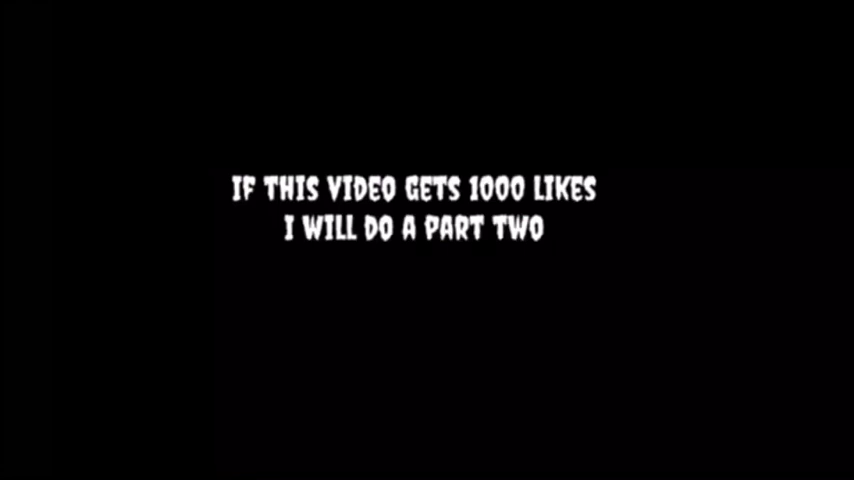 IF THIS VIDEO GETS 1000 LIKES
I WILL DO A PART TWO